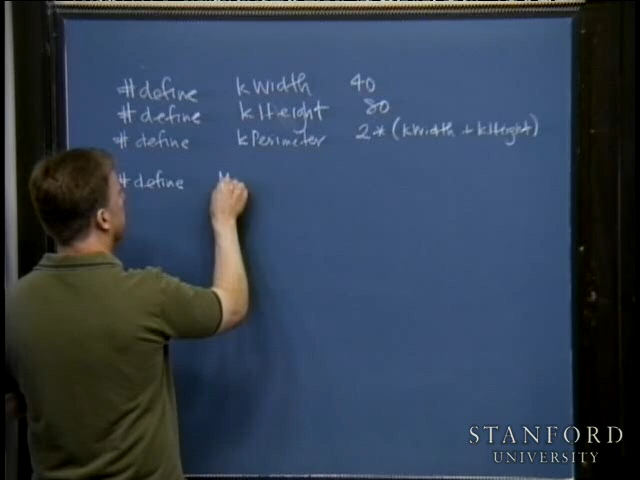 #define kWidth 40
#define kHeight 80
#define kPerimeter 2*(kWidth + kHeight)
#define M
STANFORD
UNIVERSITY